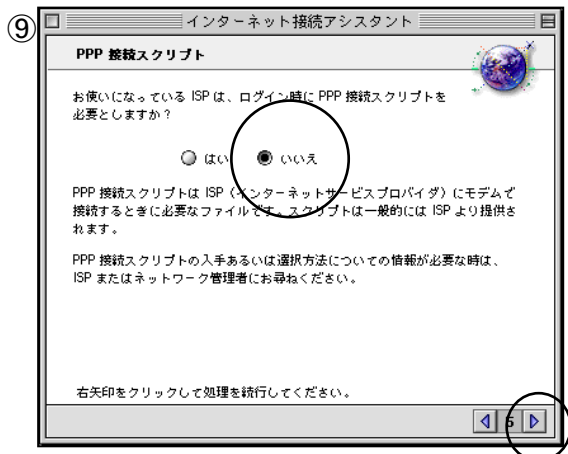 ⑨
インターネット接続アシスタント
PPP 接続スクリプト
お使いになっている ISP は、ログイン時に PPP 接続スクリプトを
必要としますか?
はい いいえ
PPP 接続スクリプトは ISP(インターネットサービスプロバイダ)にモデムで
接続するときに必要なファイルです。スクリプトは一般的には ISP より提供さ
れます。
PPP 接続スクリプトの入手あるいは選択方法についての情報が必要な時は、
ISP またはネットワーク管理者にお尋ねください。
右矢印をクリックして処理を続行してください。
5